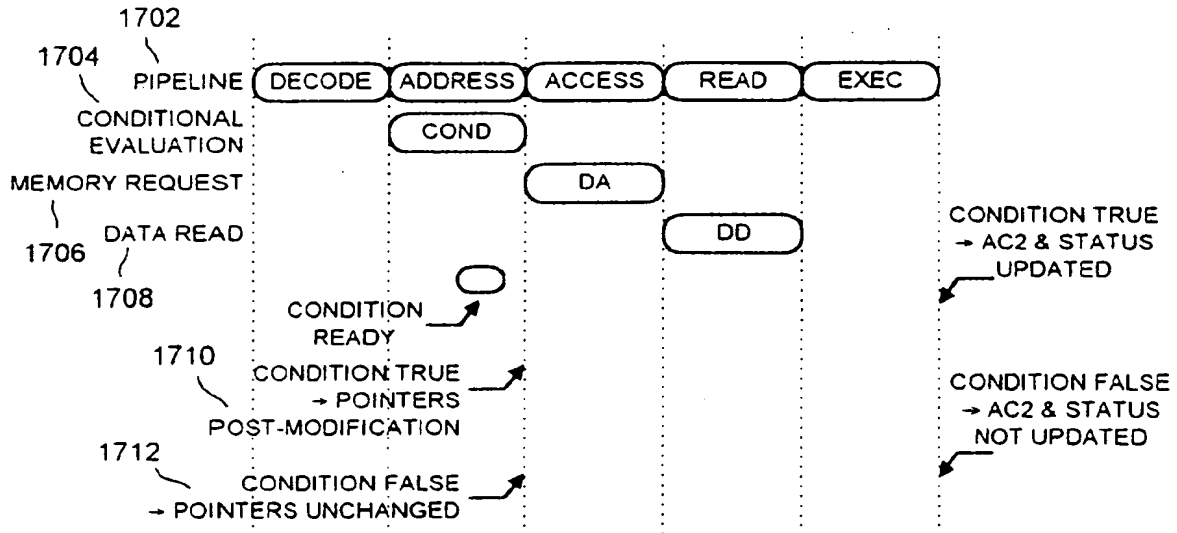 1702
1704
PIPELINE DECODE ADDRESS ACCESS READ EXEC
CONDITIONAL
EVALUATION
COND
MEMORY REQUEST DA
1706
DATA READ DD
1708
CONDITION TRUE
→ AC2 & STATUS
UPDATED
CONDITION
READY
1710
CONDITION TRUE
→ POINTERS
POST-MODIFICATION
CONDITION FALSE
→ AC2 & STATUS
NOT UPDATED
1712
CONDITION FALSE
→ POINTERS UNCHANGED